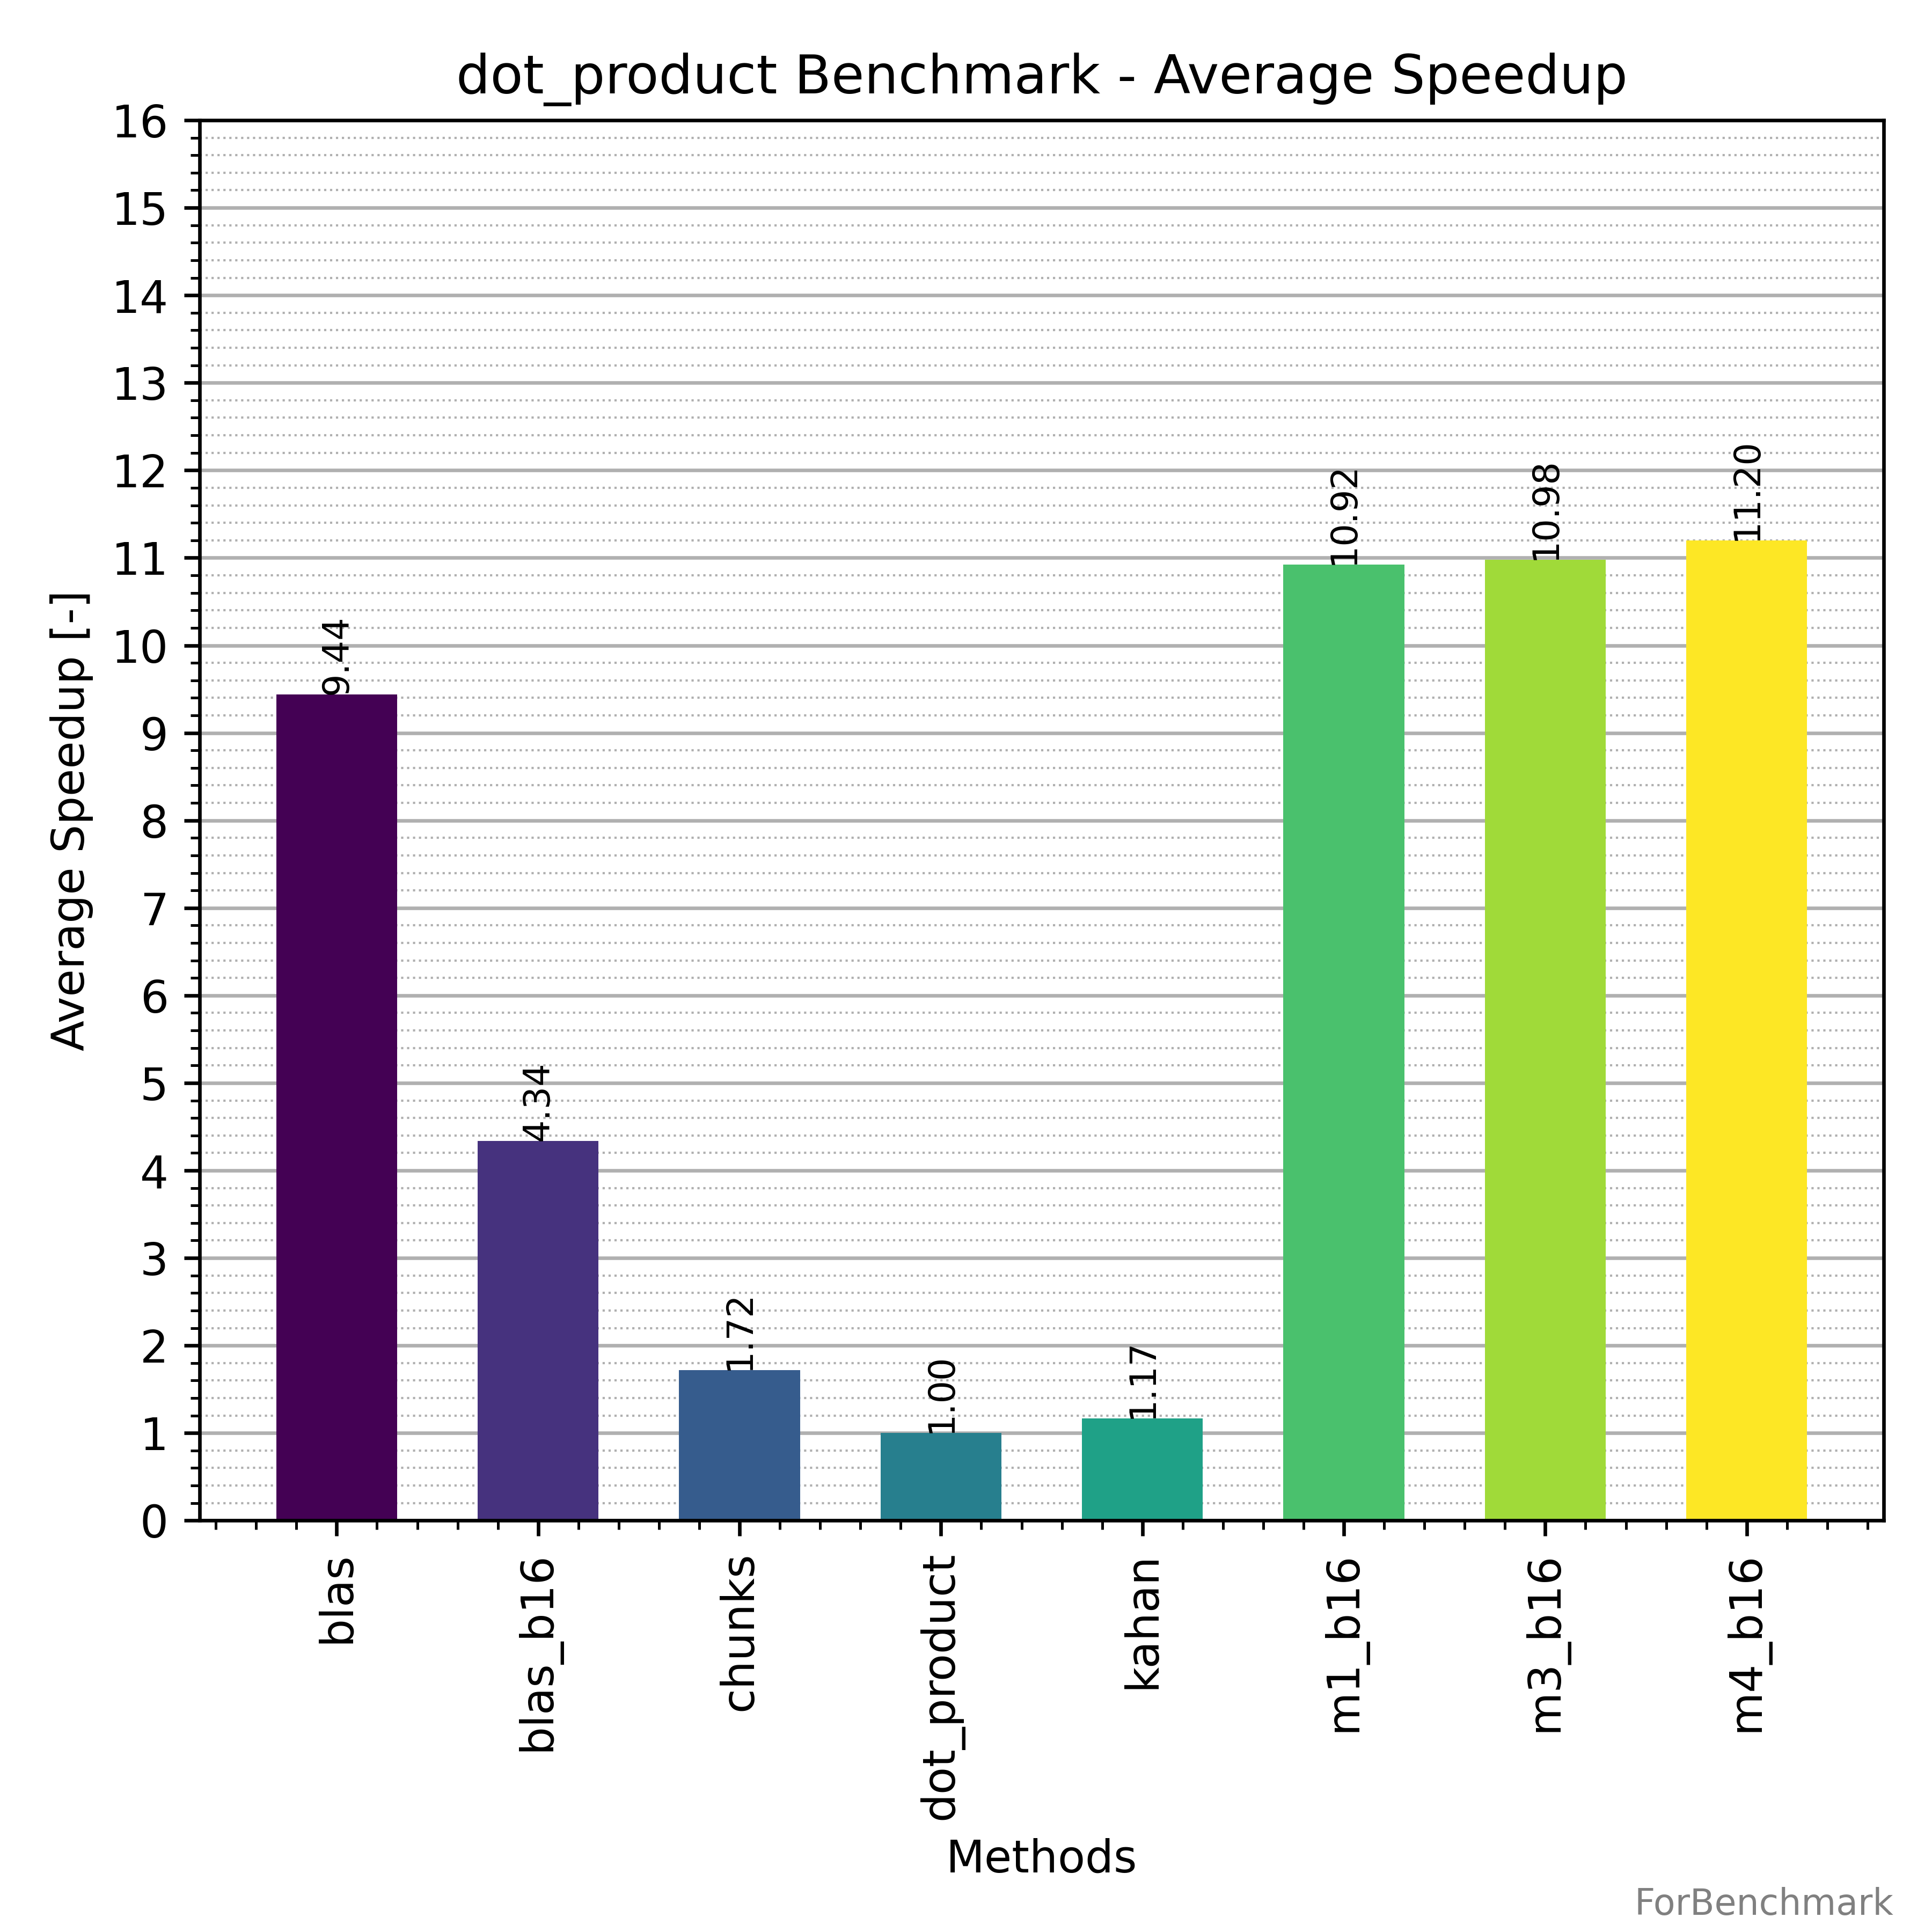 dot_product Benchmark - Average Speedup
16
15
14
13
12
11
10
9
8
7
6
5
4
3
2
1
0
Average Speedup [-]
9.44
4.34
1.72
1.00
1.17
10.92
10.98
11.20
blas
blas_b16
chunks
dot_product
kahan
m1_b16
m3_b16
m4_b16
Methods
ForBenchmark